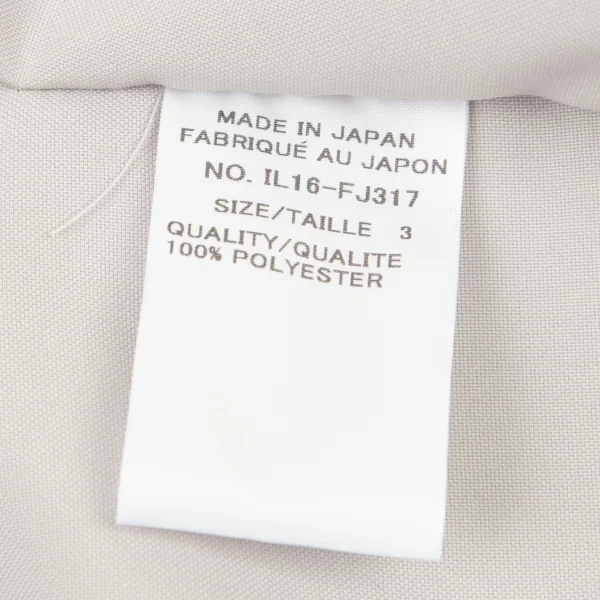 MADE IN JAPAN
FABRIQUÉ AU JAPON
NO. IL16-FJ317
SIZE/TAILLE 3
QUALITY/QUALITE
100% POLYESTER